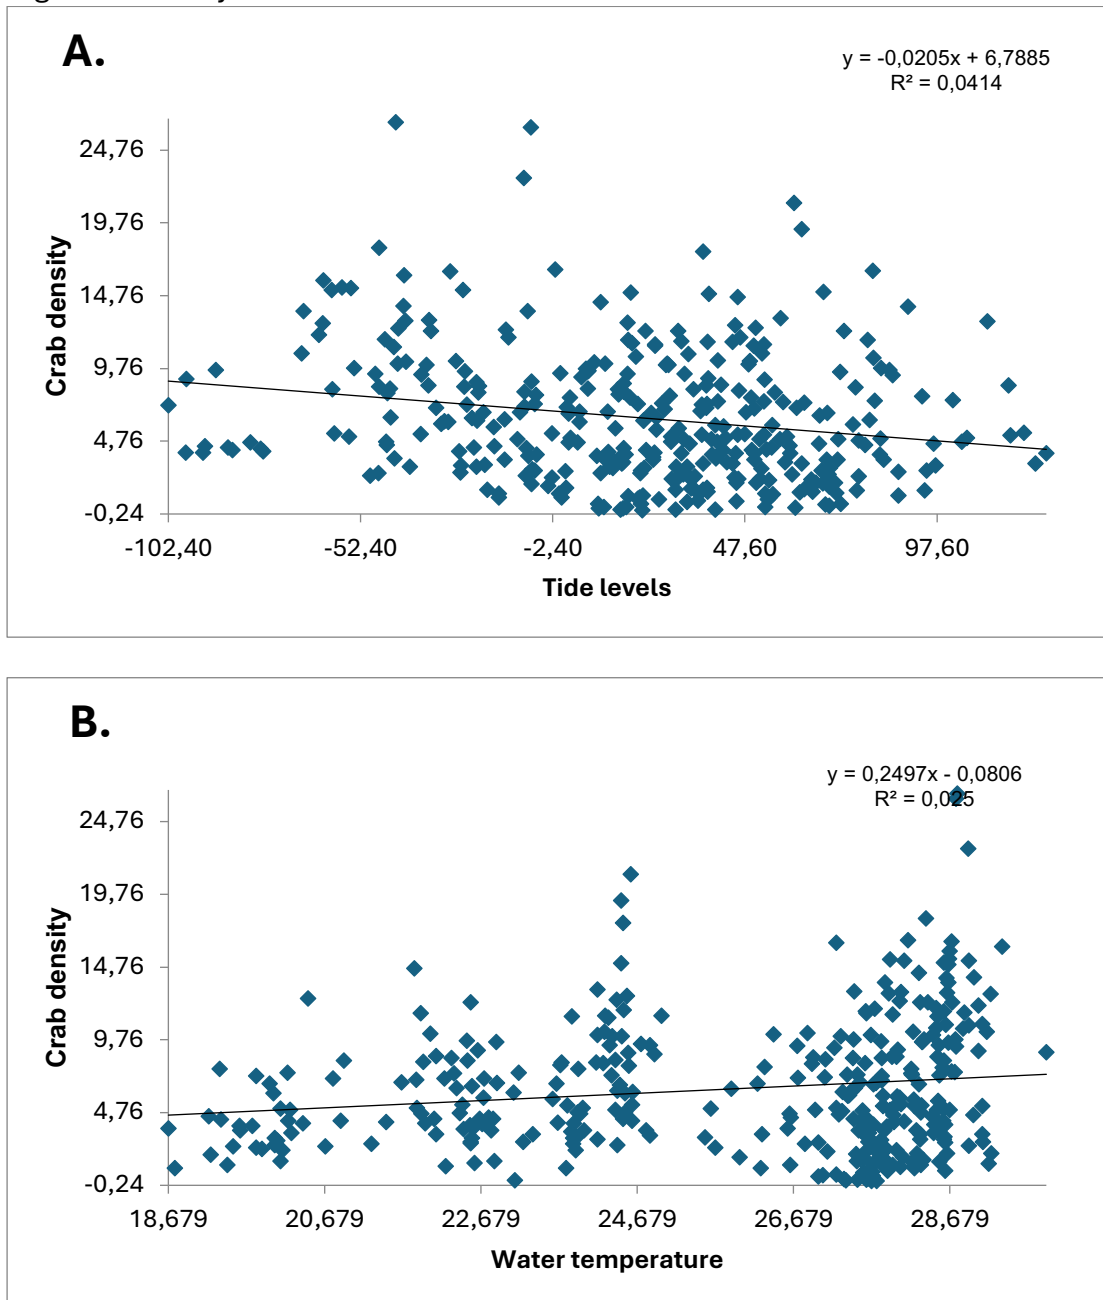 A.
y = -0,0205x + 6,7885
R² = 0,0414
24,76
19,76
14,76
9,76
4,76
-0,24
Crab density
-102,40 -52,40 -2,40 47,60 97,60
Tide levels
B.
y = 0,2497x - 0,0806
R² = 0,025
24,76
19,76
14,76
9,76
4,76
-0,24
Crab density
18,679 20,679 22,679 24,679 26,679 28,679
Water temperature